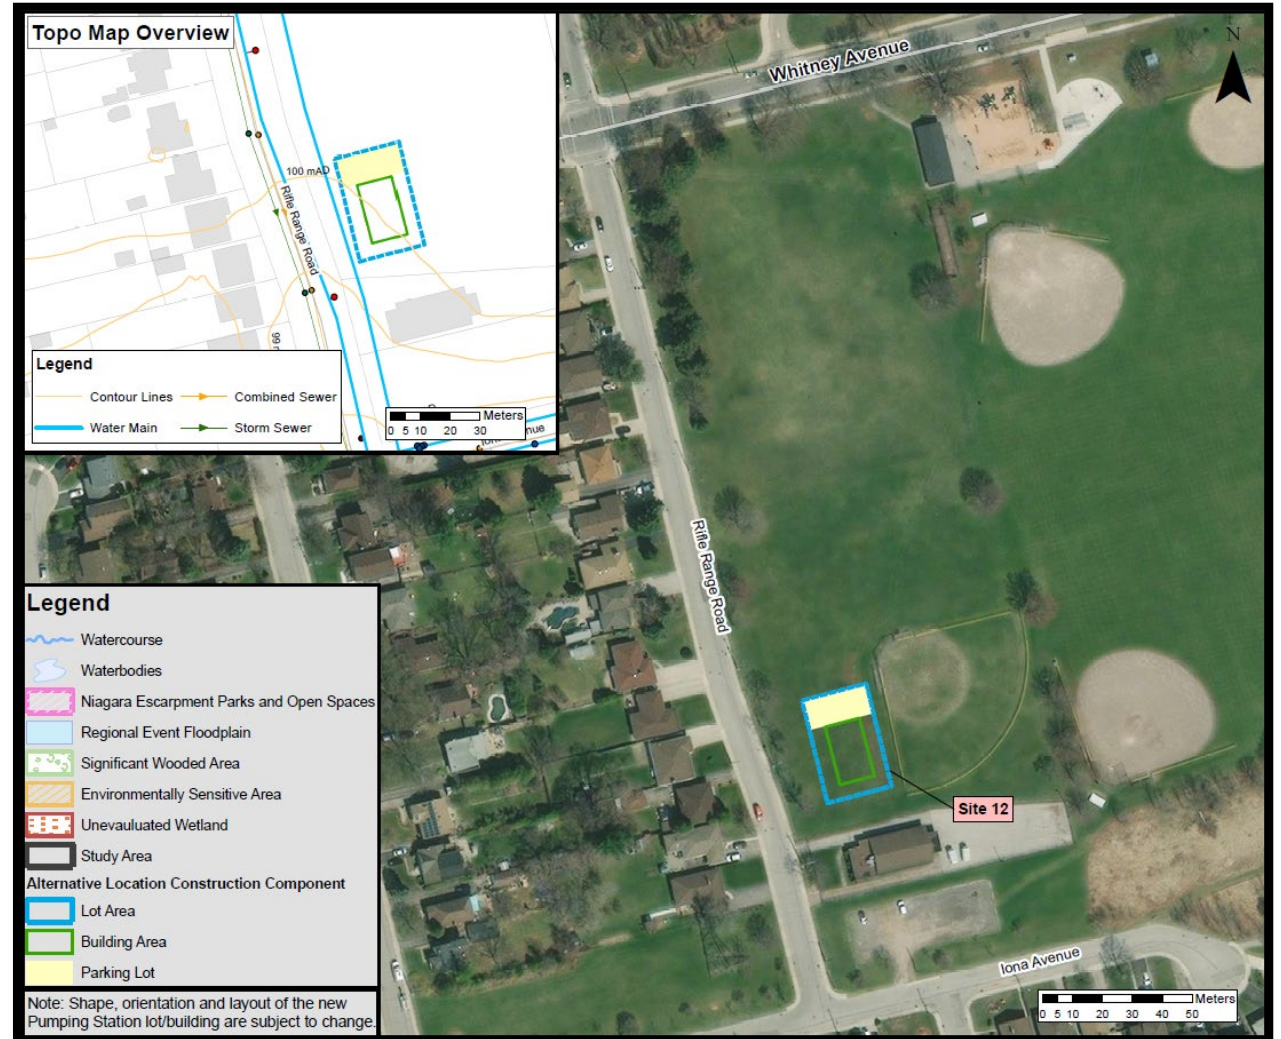 Topo Map Overview
100 mAD
Rifle Range Road
99 m
Legend
Contour Lines
Combined Sewer
Water Main
Storm Sewer
Meters
0 5 10 20 30
Whitney Avenue
N
Rifle Range Road
Site 12
Iona Avenue
Meters
0 5 10 20 30 40 50
Legend
Watercourse
Waterbodies
Niagara Escarpment Parks and Open Spaces
Regional Event Floodplain
Significant Wooded Area
Environmentally Sensitive Area
Unevauluated Wetland
Study Area
Alternative Location Construction Component
Lot Area
Building Area
Parking Lot
Note: Shape, orientation and layout of the new
Pumping Station lot/building are subject to change.